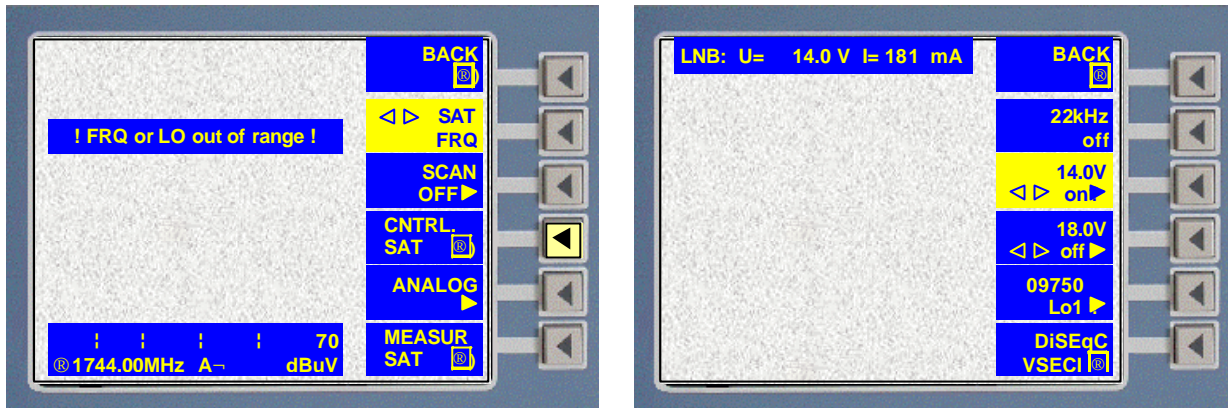 BACK
®
◁ ▷ SAT
FRQ
! FRQ or LO out of range !
SCAN
OFF▶
CNTRL.
SAT ®
ANALOG
▶
MEASUR
SAT ®
¦ ¦ ¦ ¦ 70
®1744.00MHz A¬ dBuV
LNB: U= 14.0 V I= 181 mA
BACK
®
22kHz
off
14.0V
◁ ▷ on▶
18.0V
◁ ▷ off▶
09750
Lo1 ▶
DiSEqC
VSECI ®